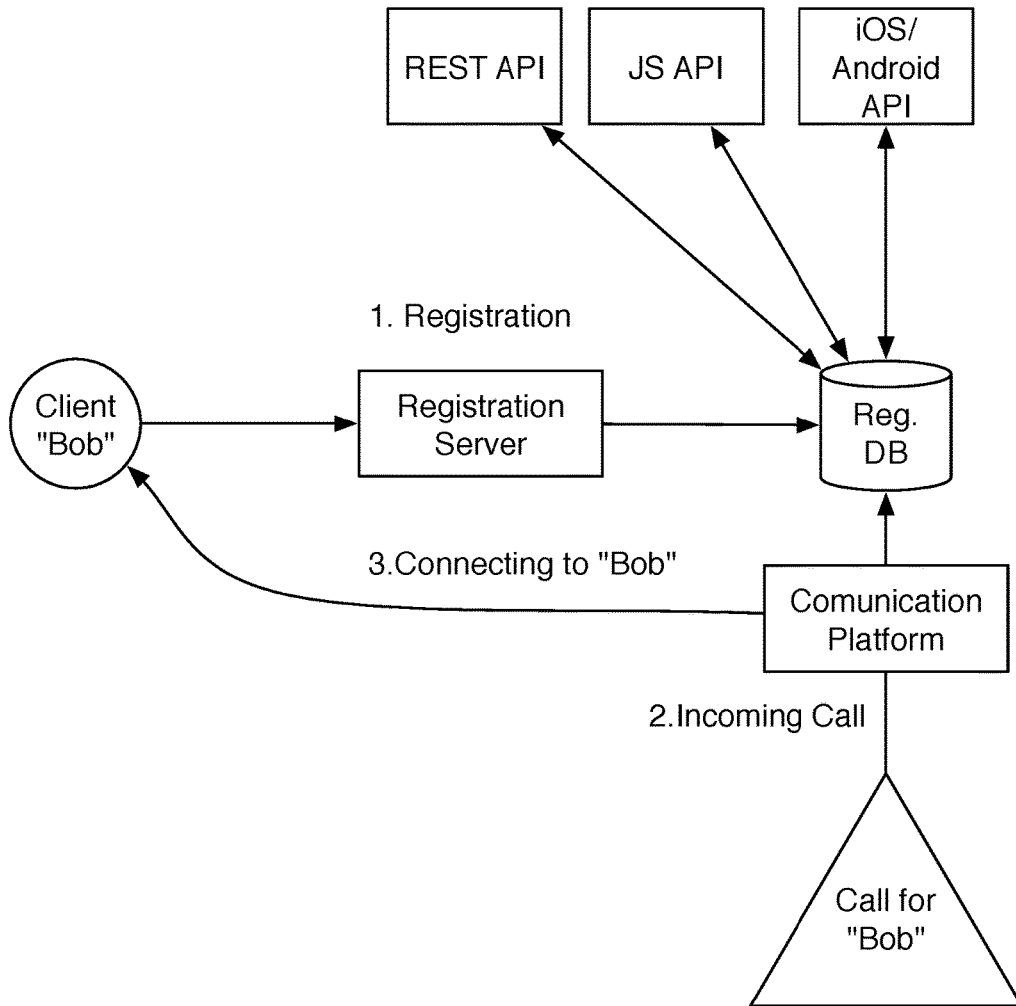 REST API
JS API
iOS/
Android
API
1. Registration
Client
"Bob"
Registration
Server
Reg.
DB
3.Connecting to "Bob"
Comunication
Platform
2.Incoming Call
Call for
"Bob"